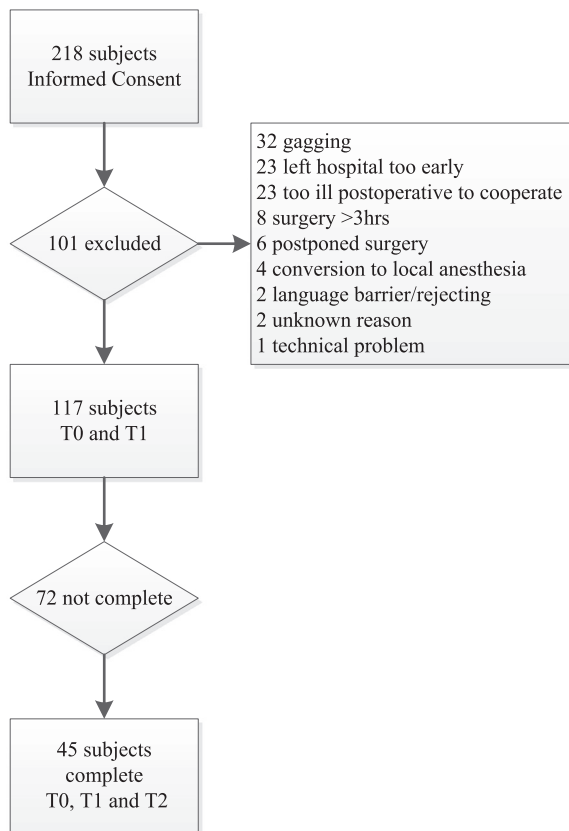 218 subjects
Informed Consent
32 gagging
23 left hospital too early
23 too ill postoperative to cooperate
8 surgery >3hrs
6 postponed surgery
4 conversion to local anesthesia
2 language barrier/rejecting
2 unknown reason
1 technical problem
101 excluded
117 subjects
T0 and T1
72 not complete
45 subjects
complete
T0, T1 and T2